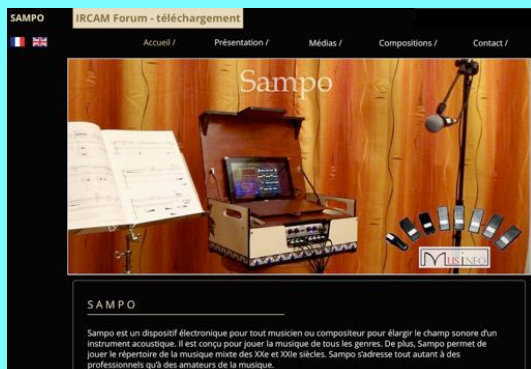 SAMPO
IRCAM Forum - téléchargement
Accueil /
Présentation /
Médias /
Compositions /
Contact /
Sampo
MUSINFO
SAMPO
Sampo est un dispositif électronique pour tout musicien ou compositeur pour élargir le champ sonore d'un
instrument acoustique. Il est conçu pour jouer la musique de tous les genres. De plus, Sampo permet de
jouer le répertoire de la musique mixte des XXe et XXIe siècles. Sampo s'adresse tout autant à des
professionnels qu'à des amateurs de la musique.